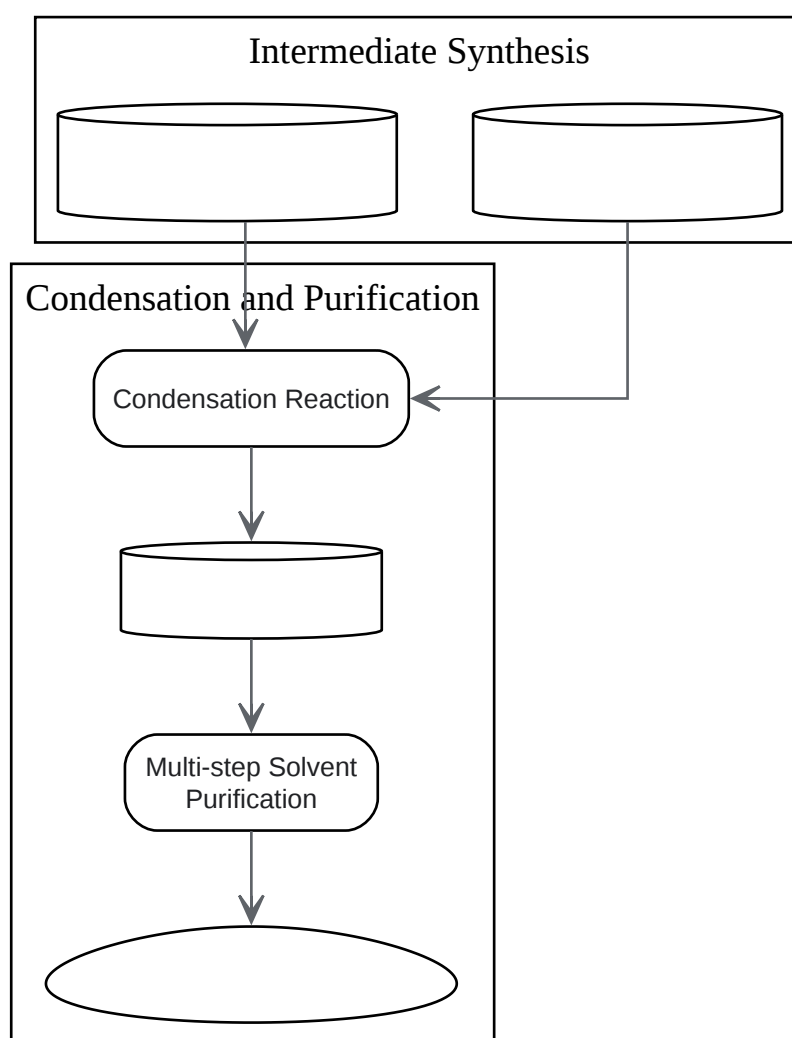 Intermediate Synthesis
Condensation and Purification
Condensation Reaction
Multi-step Solvent
Purification